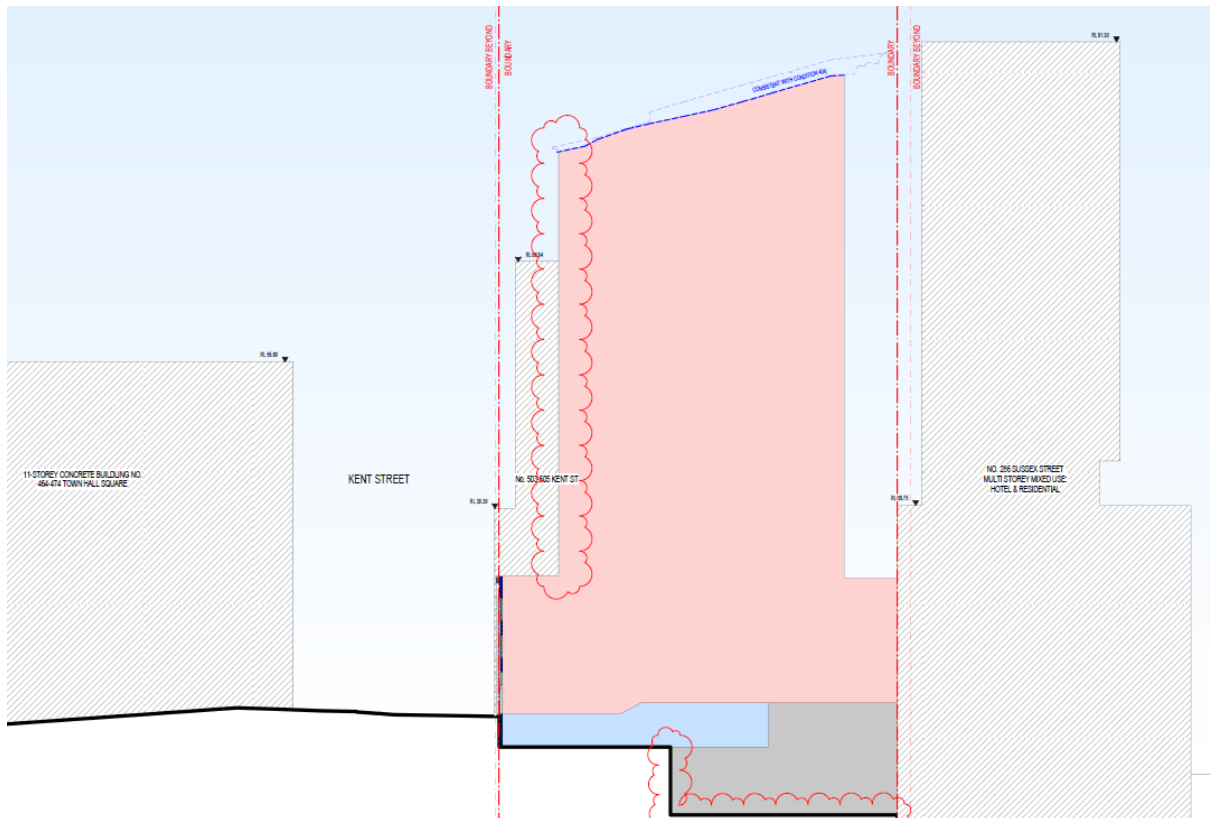 BOUNDARY BEYOND
BOUNDARY
BOUNDARY
BOUNDARY BEYOND
CONSISTENT WITH CONDITION
KENT STREET
No. 503-505 KENT ST
11-STOREY CONCRETE BUILDLING NO.
464-474 TOWN HALL SQUARE
NO. 286 SUSSEX STREET
MULTI STOREY MIXED USE:
HOTEL & RESIDENTIAL